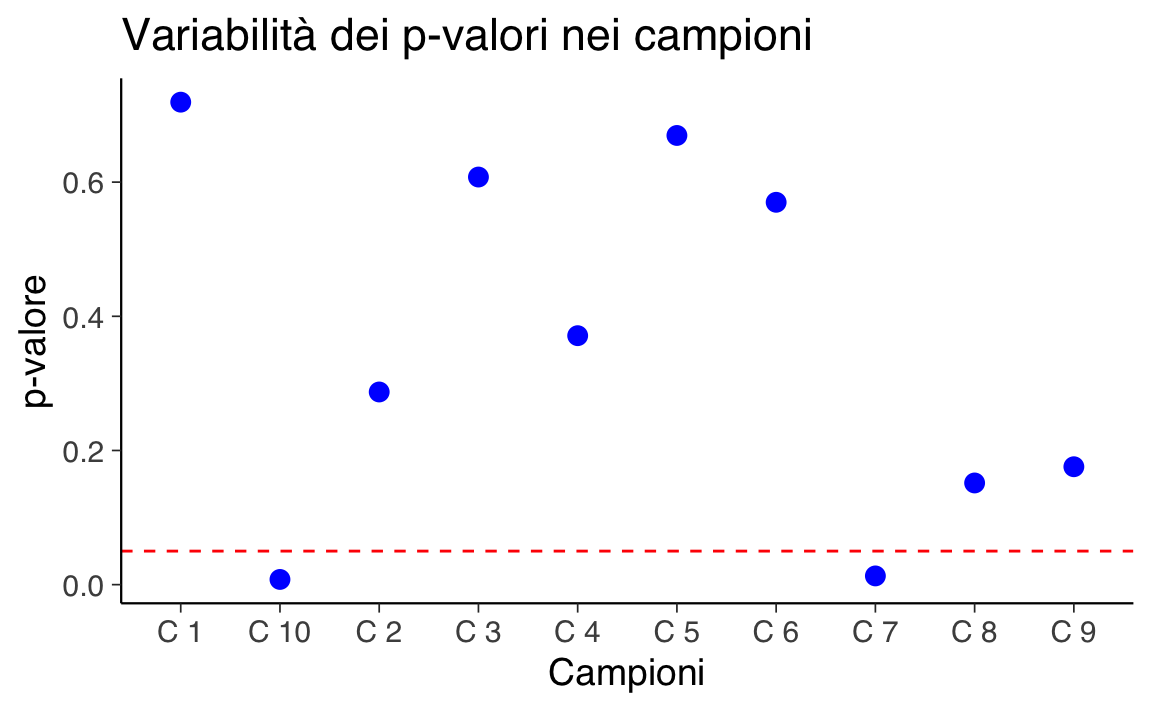 Variabilità dei p-valori nei campioni
p-valore
0.6
0.4
0.2
0.0
C 1 C 10 C 2 C 3 C 4 C 5 C 6 C 7 C 8 C 9
Campioni